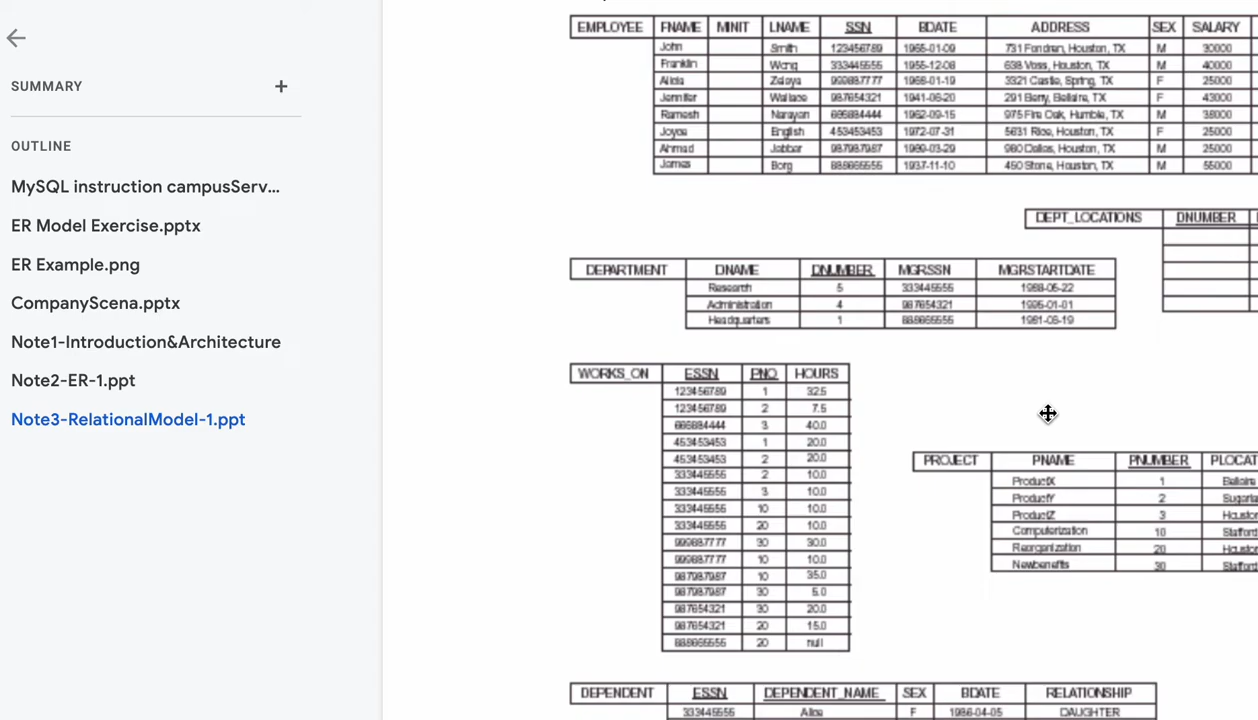 SUMMARY +
OUTLINE
MySQL instruction campusServ...
ER Model Exercise.pptx
ER Example.png
CompanyScena.pptx
Note1-Introduction&Architecture
Note2-ER-1.ppt
Note3-RelationalModel-1.ppt
EMPLOYEE FNAME MINIT LNAME SSN BDATE ADDRESS SEX SALARY
John Smith 123456789 1965-01-09 731 Fondren, Houston, TX M 30000
Franklin Wong 333445555 1955-12-08 638 Voss, Houston, TX M 40000
Alicia Zelaya 999887777 1968-01-19 3321 Castle, Spring, TX F 25000
Jennifer Wallace 987654321 1941-06-20 291 Berry, Bellaire, TX F 43000
Ramesh Narayan 666884444 1962-09-15 975 Fire Oak, Humble, TX M 38000
Joyce English 453453453 1972-07-31 5631 Rice, Houston, TX F 25000
Ahmad Jabbar 987987987 1969-03-29 980 Dallas, Houston, TX M 25000
James Borg 888665555 1937-11-10 450 Stone, Houston, TX M 55000
DEPT_LOCATIONS DNUMBER
DEPARTMENT DNAME DNUMBER MGRSSN MGRSTARTDATE
Research 5 333445555 1988-05-22
Administration 4 987654321 1995-01-01
Headquarters 1 888665555 1981-06-19
WORKS_ON ESSN PNO HOURS
123456789 1 32.5
123456789 2 7.5
666884444 3 40.0
453453453 1 20.0
453453453 2 20.0
333445555 2 10.0
333445555 3 10.0
333445555 10 10.0
333445555 20 10.0
999887777 30 30.0
999887777 10 10.0
987987987 10 35.0
987987987 30 5.0
987654321 30 20.0
987654321 20 15.0
888665555 20 null
PROJECT PNAME PNUMBER PLOCAT
ProductX 1 Bellaire
ProductY 2 Sugarla
ProductZ 3 Houston
Computerization 10 Stafford
Reorganization 20 Houston
Newbenefits 30 Stafford
DEPENDENT ESSN DEPENDENT_NAME SEX BDATE RELATIONSHIP
333445555 Alice F 1986-04-05 DAUGHTER